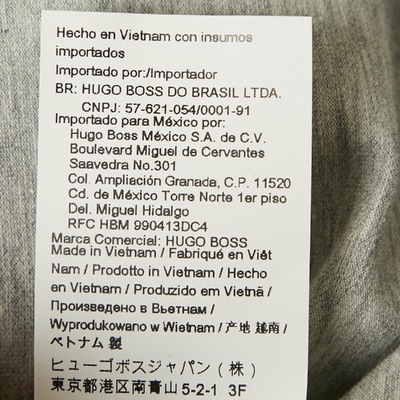 Hecho en Vietnam con insumos
importados
Importado por:/Importador
BR: HUGO BOSS DO BRASIL LTDA.
CNPJ: 57-621-054/0001-91
Importado para México por:
Hugo Boss México S.A. de C.V.
Boulevard Miguel de Cervantes
Saavedra No.301
Col. Ampliación Granada, C.P. 11520
Cd. de México Torre Norte 1er piso
Del. Miguel Hidalgo
RFC HBM 990413DC4
Marca Comercial: HUGO BOSS
Made in Vietnam / Fabriqué en Viêt
Nam / Prodotto in Vietnam / Hecho
en Vietnam / Produzido em Vietnã /
Произведено в Вьетнам /
Wyprodukowano w Wietnam / 产地 越南 /
ベトナム 製
ヒューゴボスジャパン（株）
東京都港区南青山5-2-1 3F